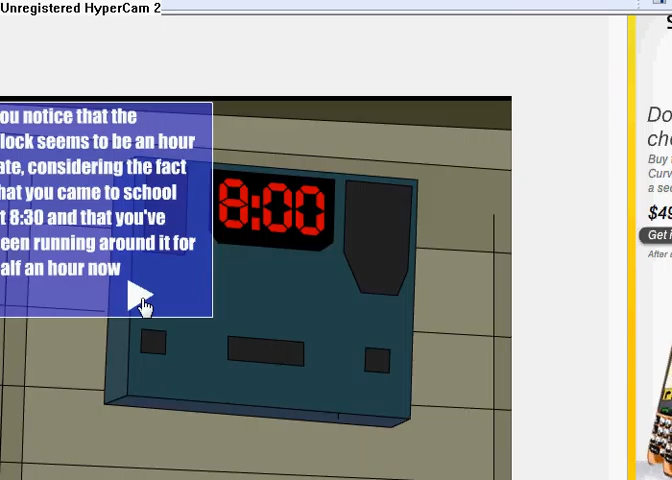 Unregistered HyperCam 2
ou notice that the
lock seems to be an hour
ate, considering the fact
hat you came to school
t 8:30 and that you've
een running around it for
alf an hour now
8:00
Do
che
Buy
Curv
a se
$49
Get i
After